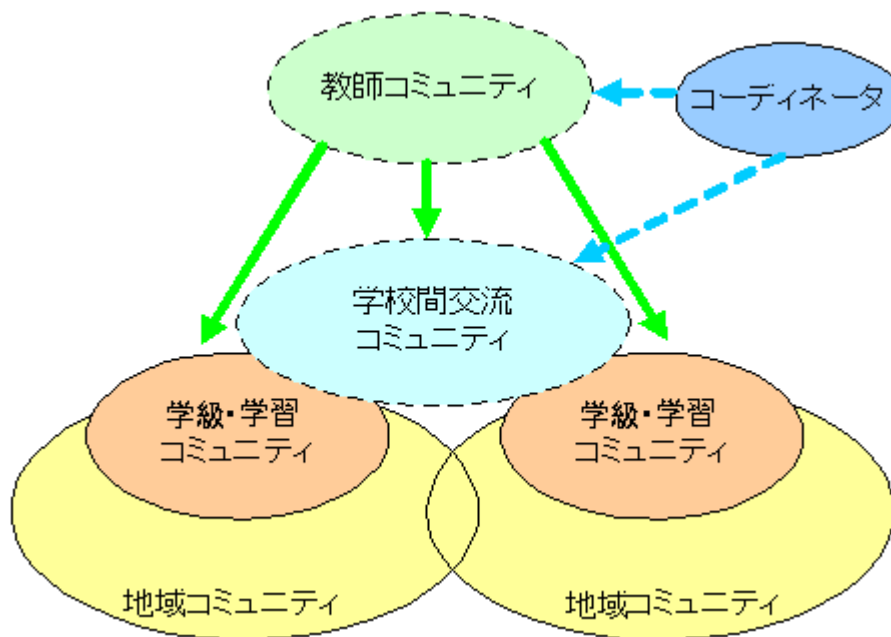 教師コミュニティ
コーディネータ
学校間交流
コミュニティ
学級・学習
コミュニティ
学級・学習
コミュニティ
地域コミュニティ
地域コミュニティ